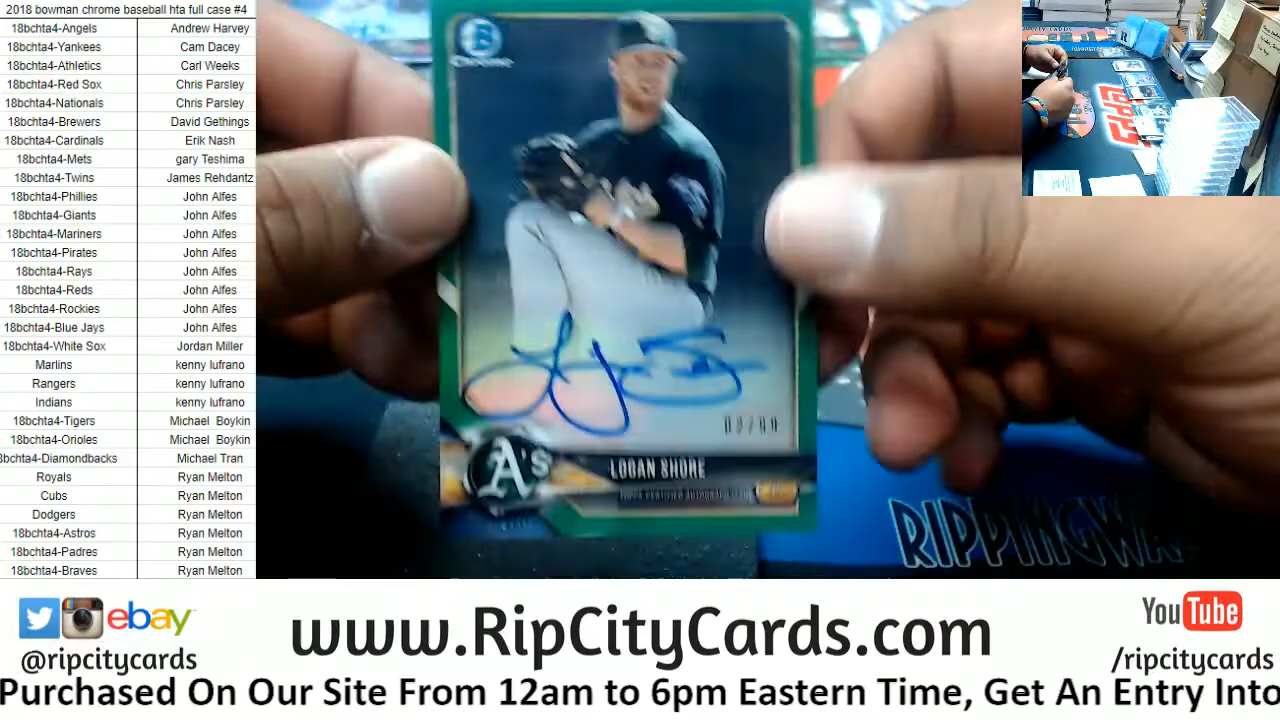 2018 bowman chrome baseball hta full case #4
18bchta4-Angels Andrew Harvey
18bchta4-Yankees Cam Dacey
18bchta4-Athletics Carl Weeks
18bchta4-Red Sox Chris Parsley
18bchta4-Nationals Chris Parsley
18bchta4-Brewers David Gethings
18bchta4-Cardinals Erik Nash
18bchta4-Mets gary Teshima
18bchta4-Twins James Rehdantz
18bchta4-Phillies John Alfes
18bchta4-Giants John Alfes
18bchta4-Mariners John Alfes
18bchta4-Pirates John Alfes
18bchta4-Rays John Alfes
18bchta4-Reds John Alfes
18bchta4-Rockies John Alfes
18bchta4-Blue Jays John Alfes
18bchta4-White Sox Jordan Miller
Marlins kenny lufrano
Rangers kenny lufrano
Indians kenny lufrano
18bchta4-Tigers Michael Boykin
18bchta4-Orioles Michael Boykin
8bchta4-Diamondbacks Michael Tran
Royals Ryan Melton
Cubs Ryan Melton
Dodgers Ryan Melton
18bchta4-Astros Ryan Melton
18bchta4-Padres Ryan Melton
18bchta4-Braves Ryan Melton
B
Chrome
A's
LOGAN SHORE
RIPPINGWA
ebay
@ripcitycards
www.RipCityCards.com
YouTube
/ripcitycards
Purchased On Our Site From 12am to 6pm Eastern Time, Get An Entry Into